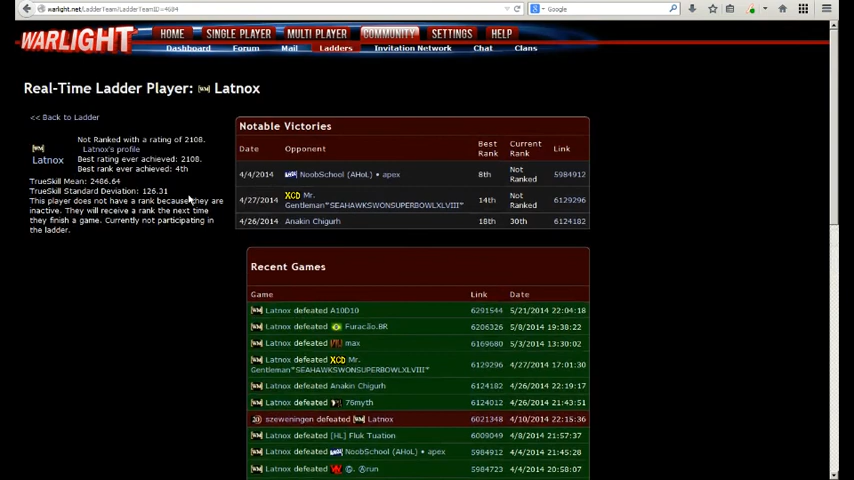 warlight.net/LadderTeam?LadderTeamID=4684
Google
WARLIGHT
HOME SINGLE PLAYER MULTI PLAYER COMMUNITY SETTINGS HELP
Dashboard Forum Mail Ladders Invitation Network Chat Clans
Real-Time Ladder Player: Latnox
<< Back to Ladder
Not Ranked with a rating of 2108.
Latnox's profile
Latnox
Best rating ever achieved: 2108.
Best rank ever achieved: 4th
TrueSkill Mean: 2486.64
TrueSkill Standard Deviation: 126.31
This player does not have a rank because they are
inactive. They will receive a rank the next time
they finish a game. Currently not participating in
the ladder.
Notable Victories
Date Opponent Best Rank Current Rank Link
4/4/2014 NoobSchool (AHoL) • apex 8th Not Ranked 5984912
4/27/2014 XCD Mr. Gentleman*SEAHAWKSWONSUPERBOWLXLVIII* 14th Not Ranked 6129296
4/26/2014 Anakin Chigurh 18th 30th 6124182
Recent Games
Game Link Date
Latnox defeated A10D10 6291544 5/21/2014 22:04:18
Latnox defeated Furacão.BR 6206326 5/8/2014 19:38:22
Latnox defeated max 6169680 5/3/2014 13:30:02
Latnox defeated XCD Mr.
Gentleman*SEAHAWKSWONSUPERBOWLXLVIII* 6129296 4/27/2014 17:01:30
Latnox defeated Anakin Chigurh 6124182 4/26/2014 22:19:17
Latnox defeated 76myth 6124012 4/26/2014 21:43:51
szeweningen defeated Latnox 6021348 4/10/2014 22:15:36
Latnox defeated [HL] Fluk Tuation 6009049 4/8/2014 21:57:37
Latnox defeated NoobSchool (AHoL) • apex 5984912 4/4/2014 21:45:28
Latnox defeated Ⓖ. Ⓐrun 5984723 4/4/2014 20:58:07